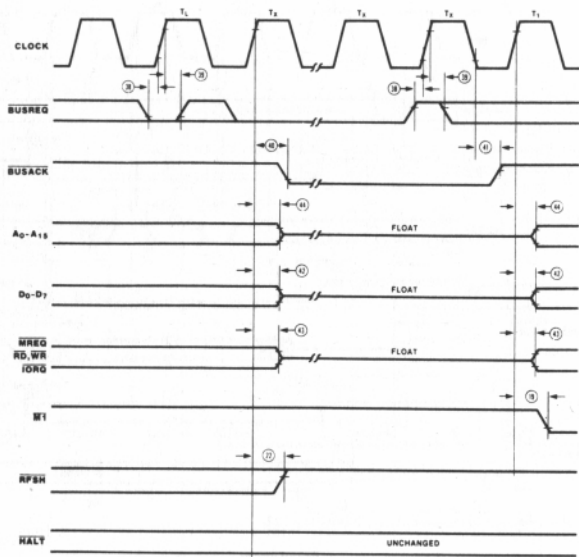 TL TX TX TX T1
CLOCK
38 39 38 39
BUSREQ
40 41
BUSACK
44 44
A0-A15 FLOAT
42 42
D0-D7 FLOAT
43 43
MREQ
RD, WR FLOAT
IORQ
19
M1
22
RFSH
HALT UNCHANGED